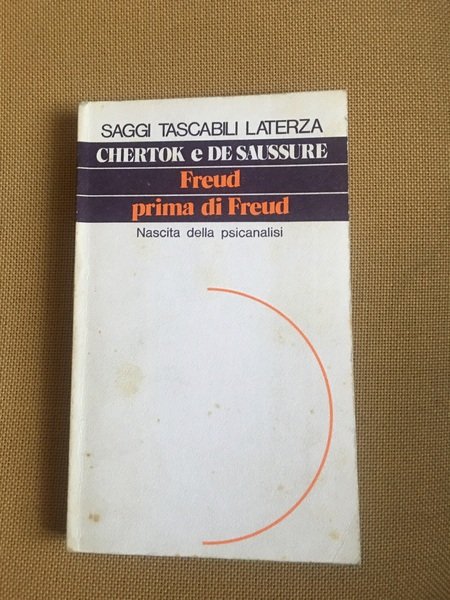 SAGGI TASCABILI LATERZA
CHERTOK e DE SAUSSURE
Freud
prima di Freud
Nascita della psicanalisi